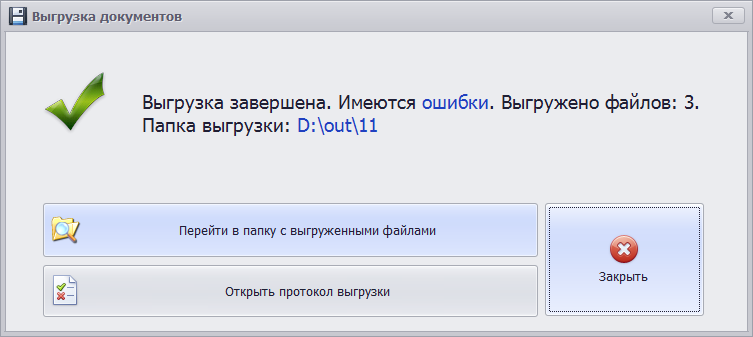 Выгрузка документов
Выгрузка завершена. Имеются ошибки. Выгружено файлов: 3.
Папка выгрузки: D:\out\11
Перейти в папку с выгруженными файлами
Открыть протокол выгрузки
Закрыть